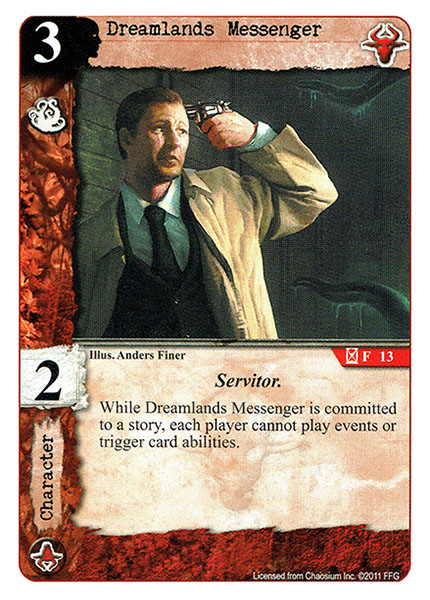 3
Dreamlands Messenger
Illus. Anders Finer
F 13
2
Servitor.
While Dreamlands Messenger is committed
to a story, each player cannot play events or
trigger card abilities.
Character
Licensed from Chaosium Inc. ©2011 FFG